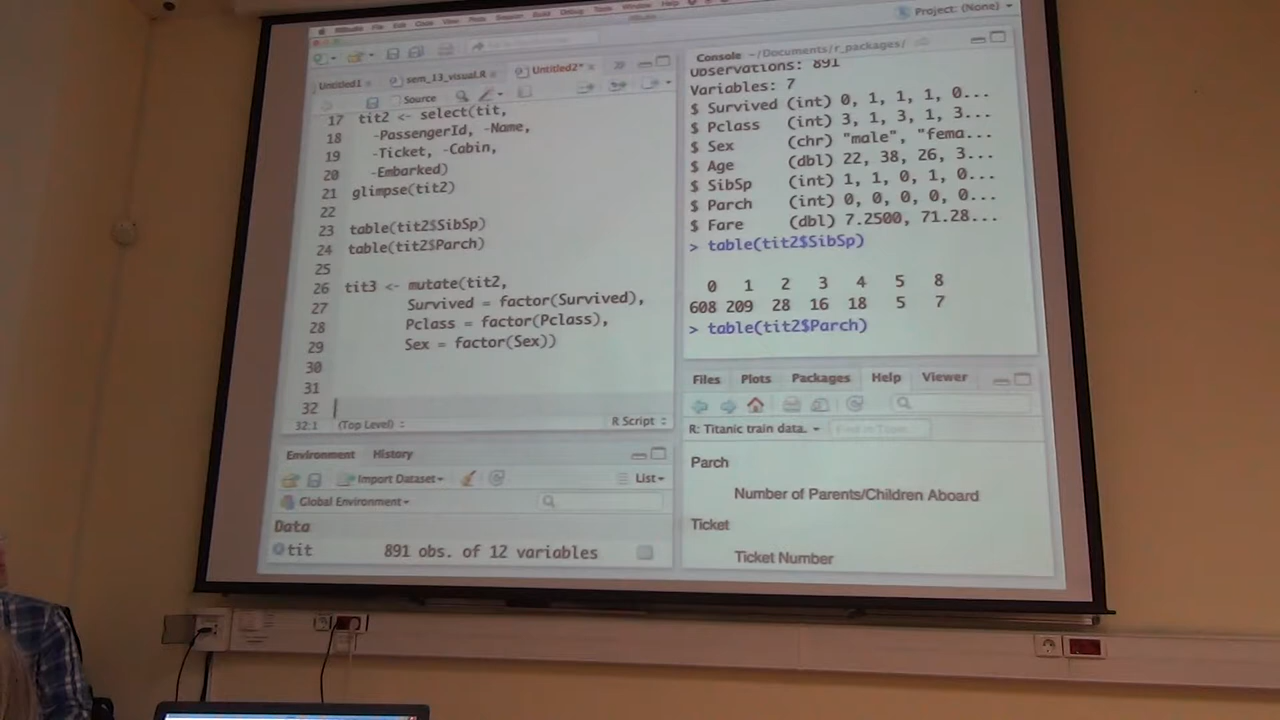 Project: (None)
Untitled1
sem_13_visual.R
Untitled2*
Source
17 tit2 <- select(tit,
18 -PassengerId, -Name,
19 -Ticket, -Cabin,
20 -Embarked)
21 glimpse(tit2)
22
23 table(tit2$SibSp)
24 table(tit2$Parch)
25
26 tit3 <- mutate(tit2,
27 Survived = factor(Survived),
28 Pclass = factor(Pclass),
29 Sex = factor(Sex))
30
31
32
32:1 (Top Level) R Script
Environment History
Import Dataset List
Global Environment
Data
tit 891 obs. of 12 variables
Console ~/Documents/r_packages/
Observations: 891
Variables: 7
$ Survived (int) 0, 1, 1, 1, 0...
$ Pclass (int) 3, 1, 3, 1, 3...
$ Sex (chr) "male", "fema...
$ Age (dbl) 22, 38, 26, 3...
$ SibSp (int) 1, 1, 0, 1, 0...
$ Parch (int) 0, 0, 0, 0, 0...
$ Fare (dbl) 7.2500, 71.28...
> table(tit2$SibSp)
0 1 2 3 4 5 8
608 209 28 16 18 5 7
> table(tit2$Parch)
Files Plots Packages Help Viewer
R: Titanic train data.
Parch
Number of Parents/Children Aboard
Ticket
Ticket Number